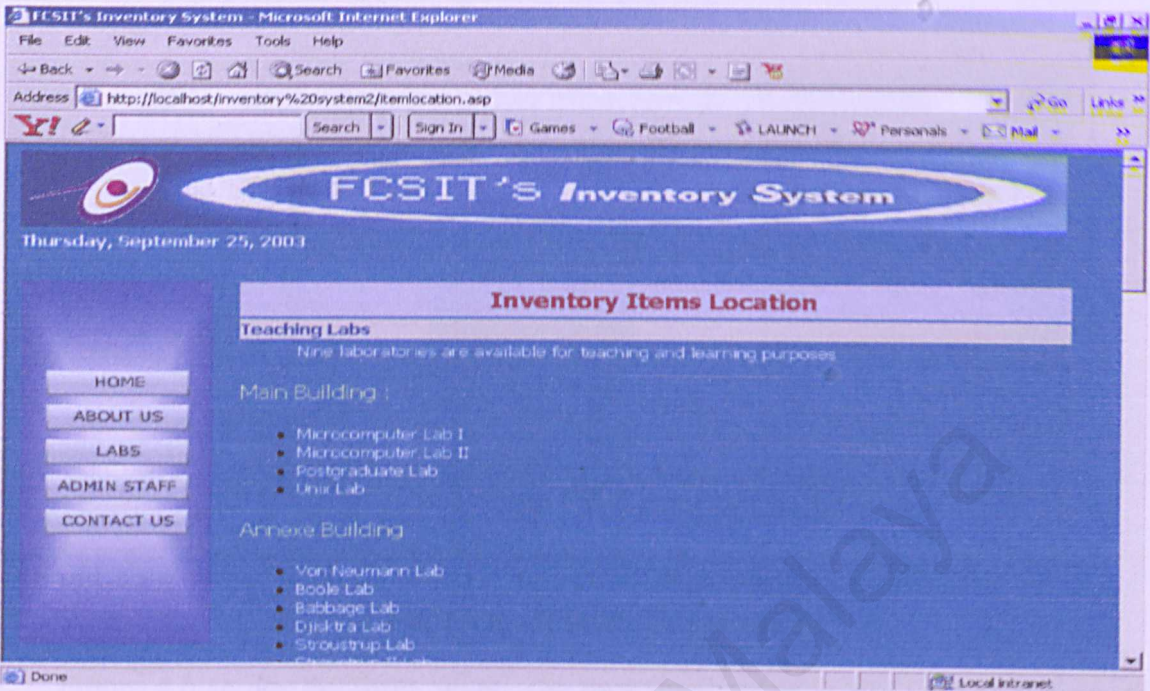 FCSIT's Inventory System - Microsoft Internet Explorer
File Edit View Favorites Tools Help
Back Search Favorites Media
Address http://localhost/inventory%20system2/itemlocation.asp Go Links »
Y! Search Sign In Games Football LAUNCH Personals Mail »
FCSIT's Inventory System
Thursday, September 25, 2003
Inventory Items Location
Teaching Labs
Nine laboratories are available for teaching and learning purposes
HOME
ABOUT US
LABS
ADMIN STAFF
CONTACT US
Main Building :
Microcomputer Lab I
Microcomputer Lab II
Postgraduate Lab
Unix Lab
Annexe Building
Von Neumann Lab
Boole Lab
Babbage Lab
Djisktra Lab
Stroustrup Lab
Done Local intranet
Malaya